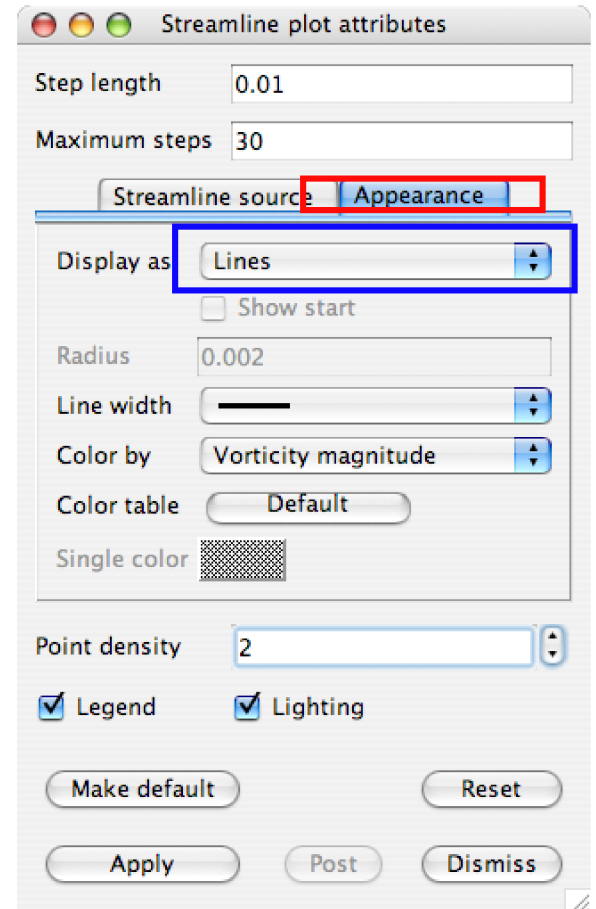 Streamline plot attributes
Step length 0.01
Maximum steps 30
Streamline source Appearance
Display as Lines
Show start
Radius 0.002
Line width
Color by Vorticity magnitude
Color table Default
Single color
Point density 2
Legend Lighting
Make default Reset
Apply Post Dismiss